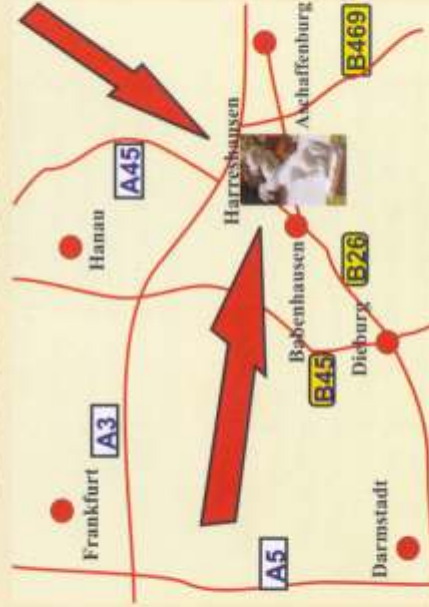 Frankfurt
Hanau
A3
A45
Harreshausen
Aschaffenburg
A5
B45
Babenhausen
B469
B26
Dieburg
Darmstadt